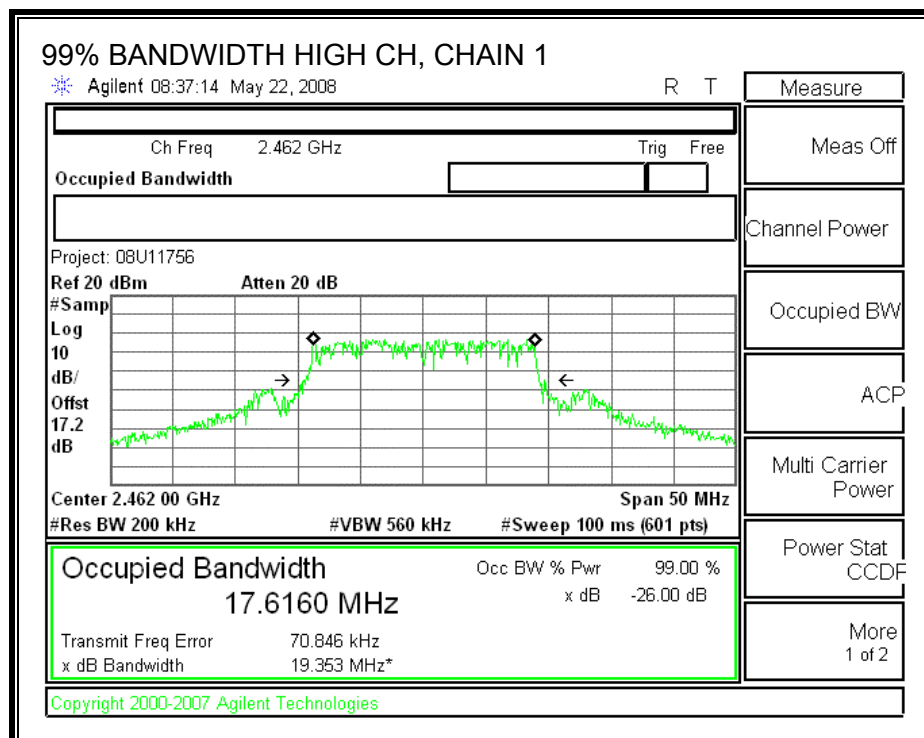 99% BANDWIDTH HIGH CH, CHAIN 1
Agilent 08:37:14 May 22, 2008 R T
Measure
Ch Freq 2.462 GHz Trig Free
Occupied Bandwidth
Meas Off
Channel Power
Occupied BW
ACP
Multi Carrier
Power
Power Stat
CCDF
More
1 of 2
Project: 08U11756
Ref 20 dBm Atten 20 dB
#Samp
Log
10
dB/
Offst
17.2
dB
Center 2.462 00 GHz Span 50 MHz
#Res BW 200 kHz #VBW 560 kHz #Sweep 100 ms (601 pts)
Occupied Bandwidth Occ BW % Pwr 99.00 %
17.6160 MHz x dB -26.00 dB
Transmit Freq Error 70.846 kHz
x dB Bandwidth 19.353 MHz*
Copyright 2000-2007 Agilent Technologies